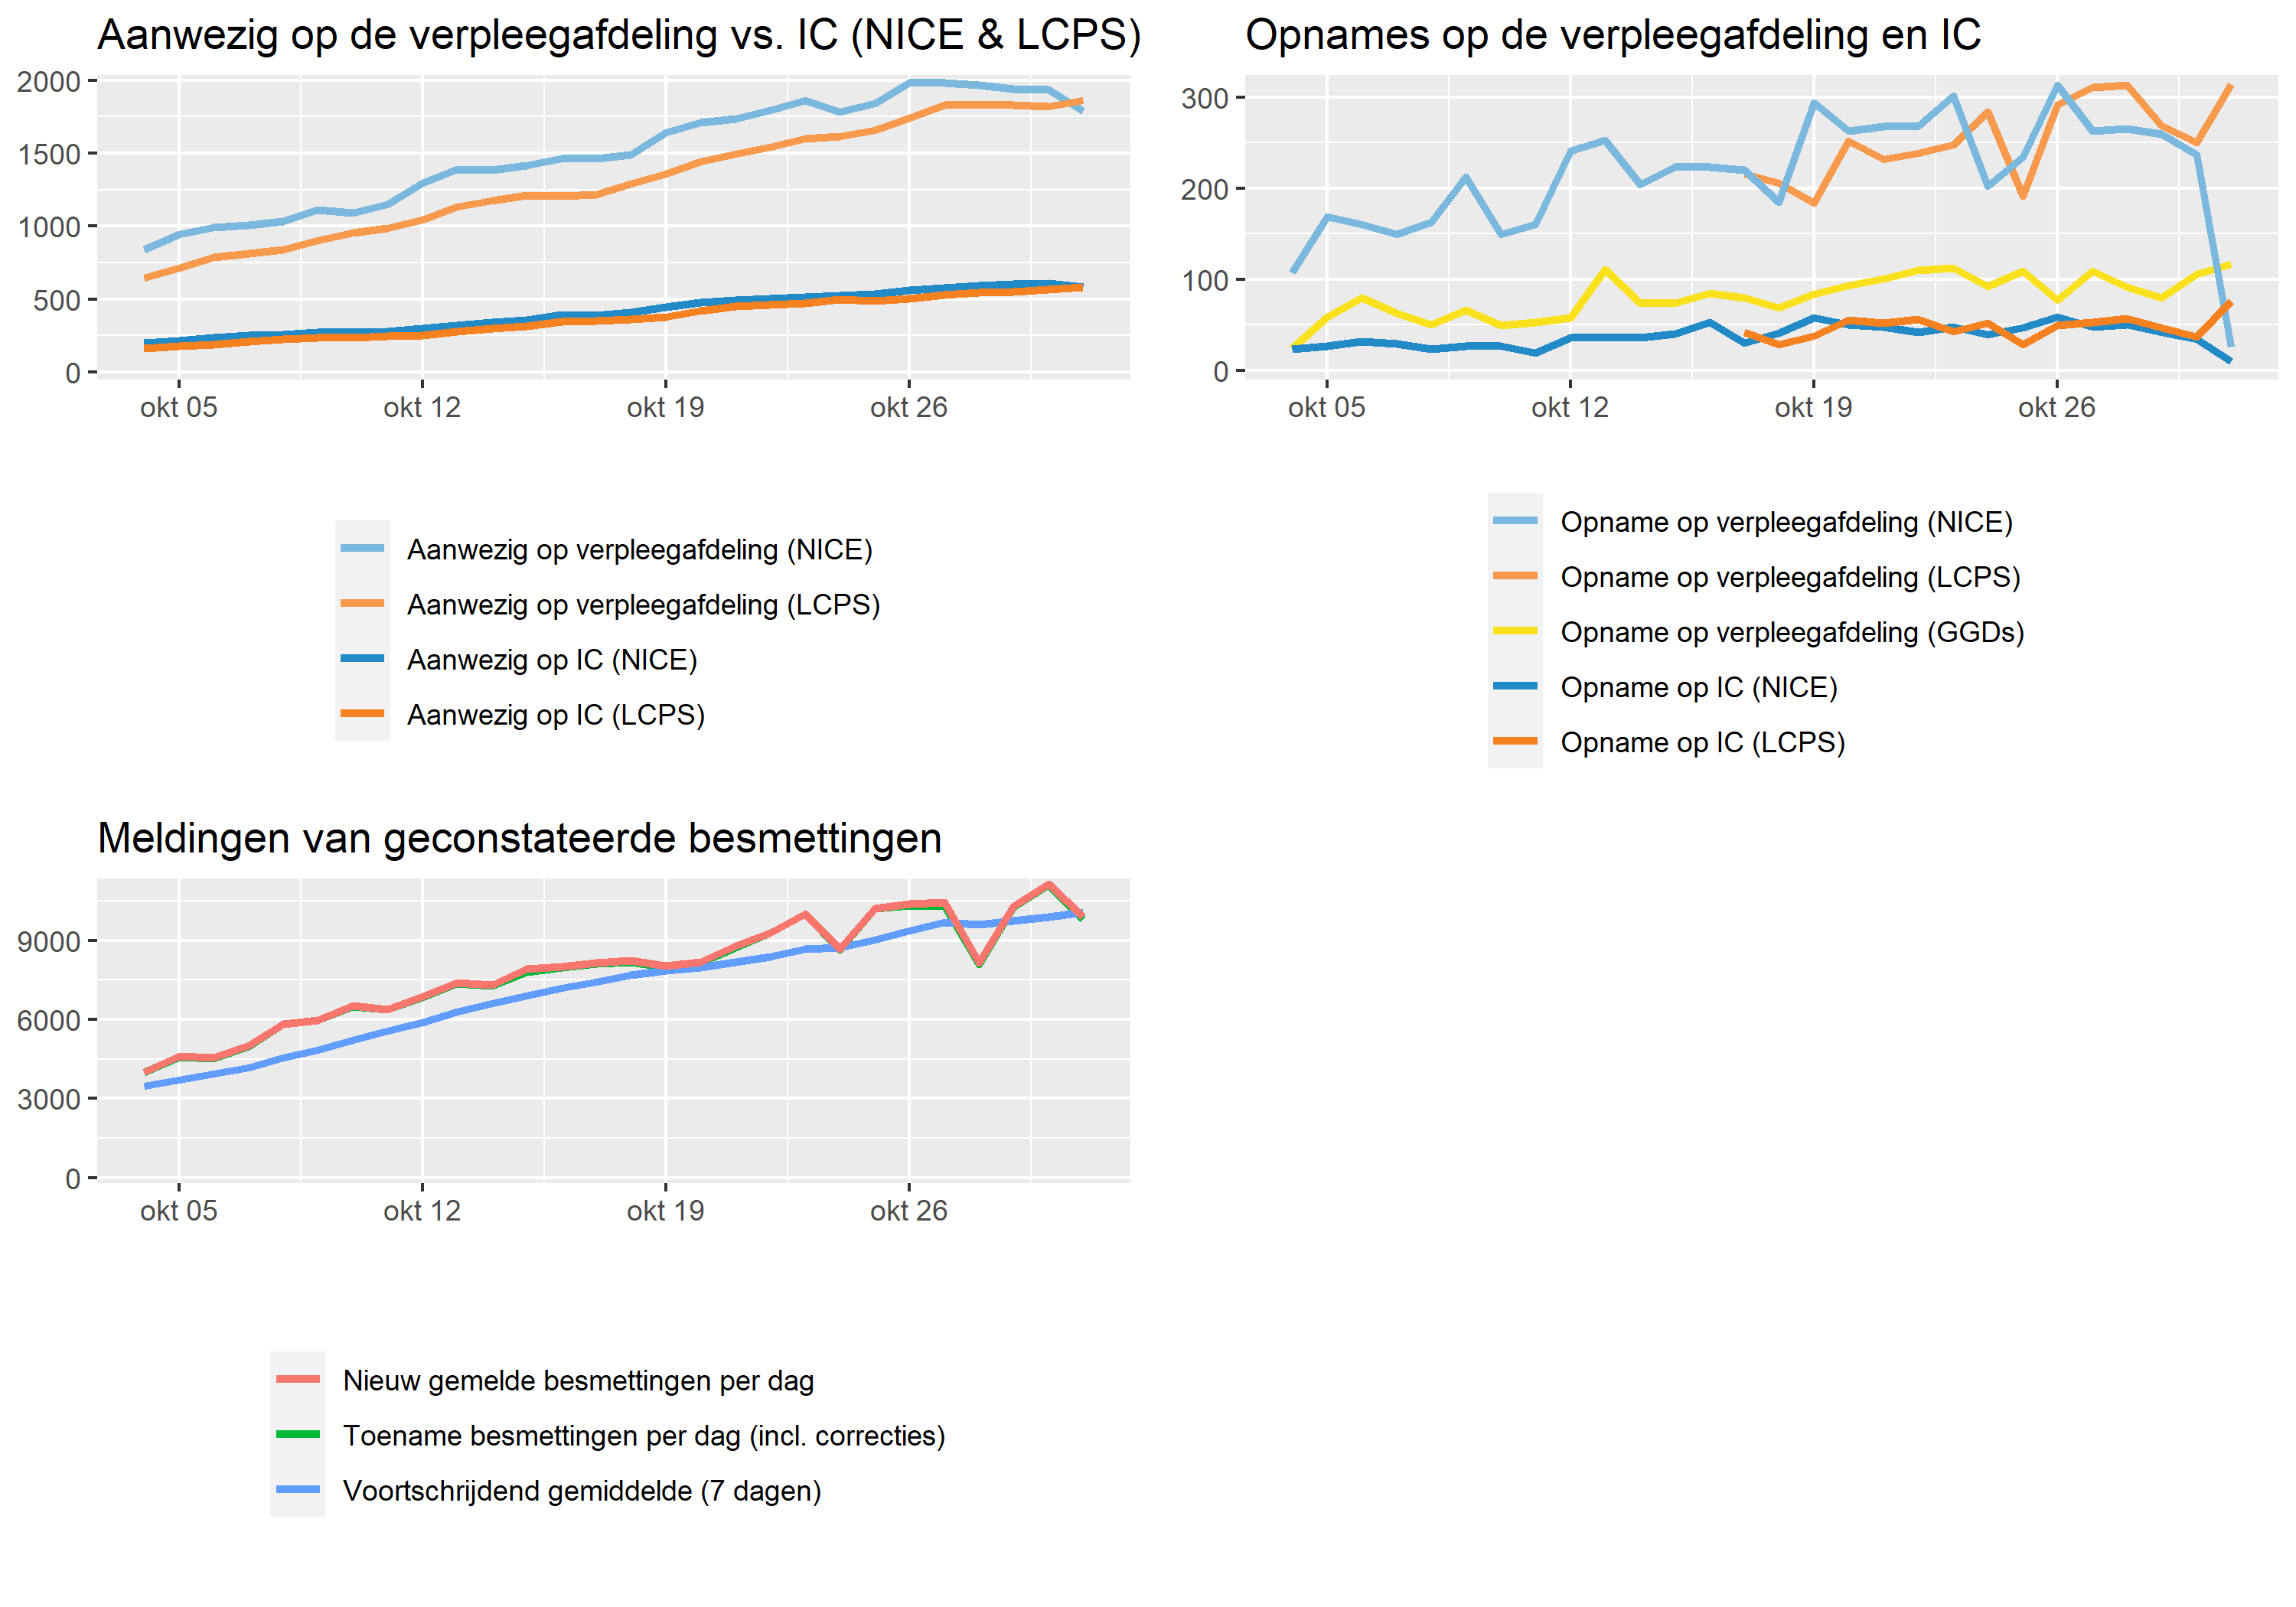 Aanwezig op de verpleegafdeling vs. IC (NICE & LCPS)
2000
1500
1000
500
0
okt 05 okt 12 okt 19 okt 26
Aanwezig op verpleegafdeling (NICE)
Aanwezig op verpleegafdeling (LCPS)
Aanwezig op IC (NICE)
Aanwezig op IC (LCPS)
Opnames op de verpleegafdeling en IC
300
200
100
0
okt 05 okt 12 okt 19 okt 26
Opname op verpleegafdeling (NICE)
Opname op verpleegafdeling (LCPS)
Opname op verpleegafdeling (GGDs)
Opname op IC (NICE)
Opname op IC (LCPS)
Meldingen van geconstateerde besmettingen
9000
6000
3000
0
okt 05 okt 12 okt 19 okt 26
Nieuw gemelde besmettingen per dag
Toename besmettingen per dag (incl. correcties)
Voortschrijdend gemiddelde (7 dagen)